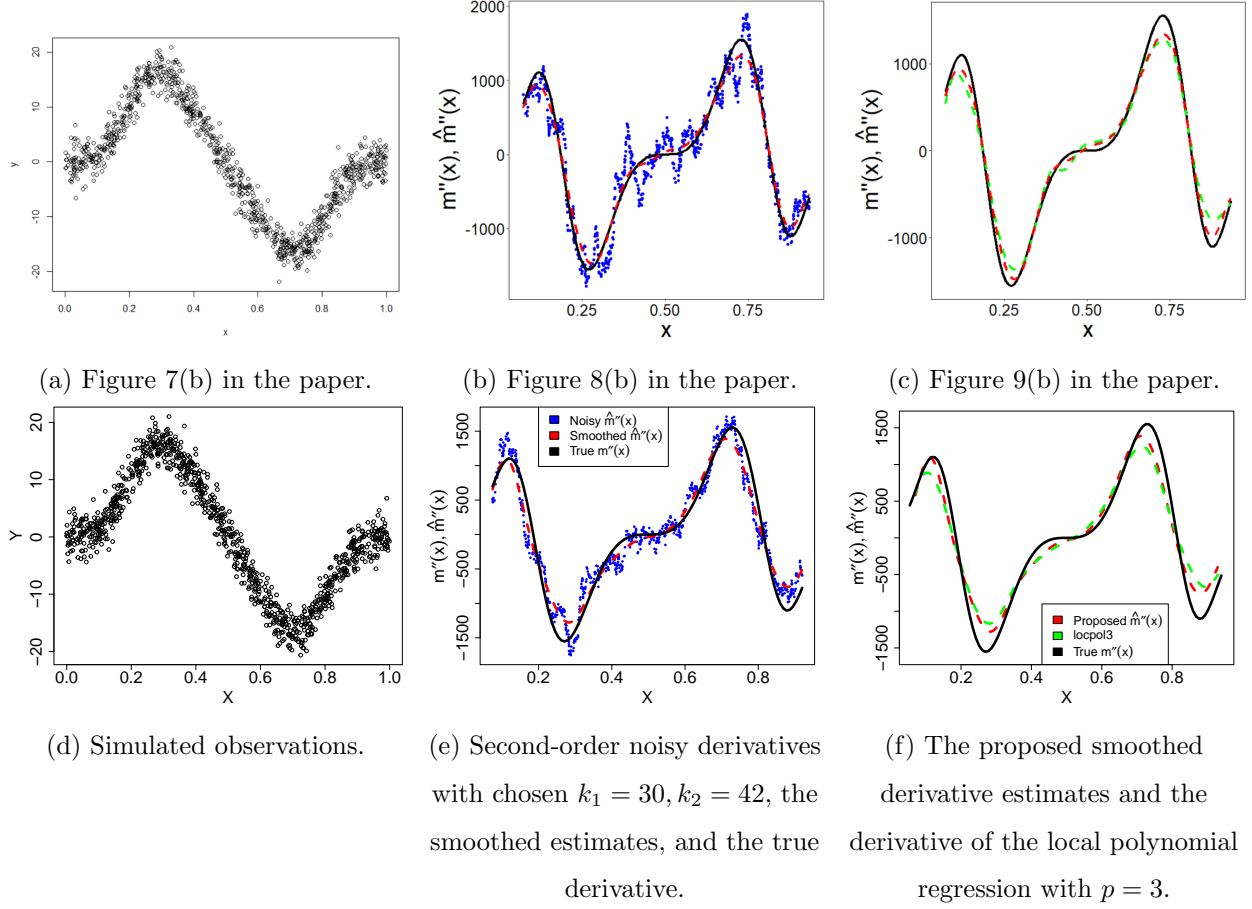 20
10
0
-10
-20
y
0.0 0.2 0.4 0.6 0.8 1.0
x
2000
1000
0
-1000
m''(x), m̂''(x)
0.25 0.50 0.75
X
1000
0
-1000
m''(x), m̂''(x)
0.25 0.50 0.75
X
(a) Figure 7(b) in the paper.
(b) Figure 8(b) in the paper.
(c) Figure 9(b) in the paper.
20
10
0
−10
−20
Y
0.0 0.2 0.4 0.6 0.8 1.0
X
1500
500
−500
−1500
m″(x), m̂″(x)
Noisy m̂″(x)
Smoothed m̂″(x)
True m″(x)
0.2 0.4 0.6 0.8
X
1500
500
−500
−1500
m″(x), m̂″(x)
Proposed m̂″(x)
locpol3
True m″(x)
0.2 0.4 0.6 0.8
X
(d) Simulated observations.
(e) Second-order noisy derivatives
with chosen k₁ = 30, k₂ = 42, the
smoothed estimates, and the true
derivative.
(f) The proposed smoothed
derivative estimates and the
derivative of the local polynomial
regression with p = 3.